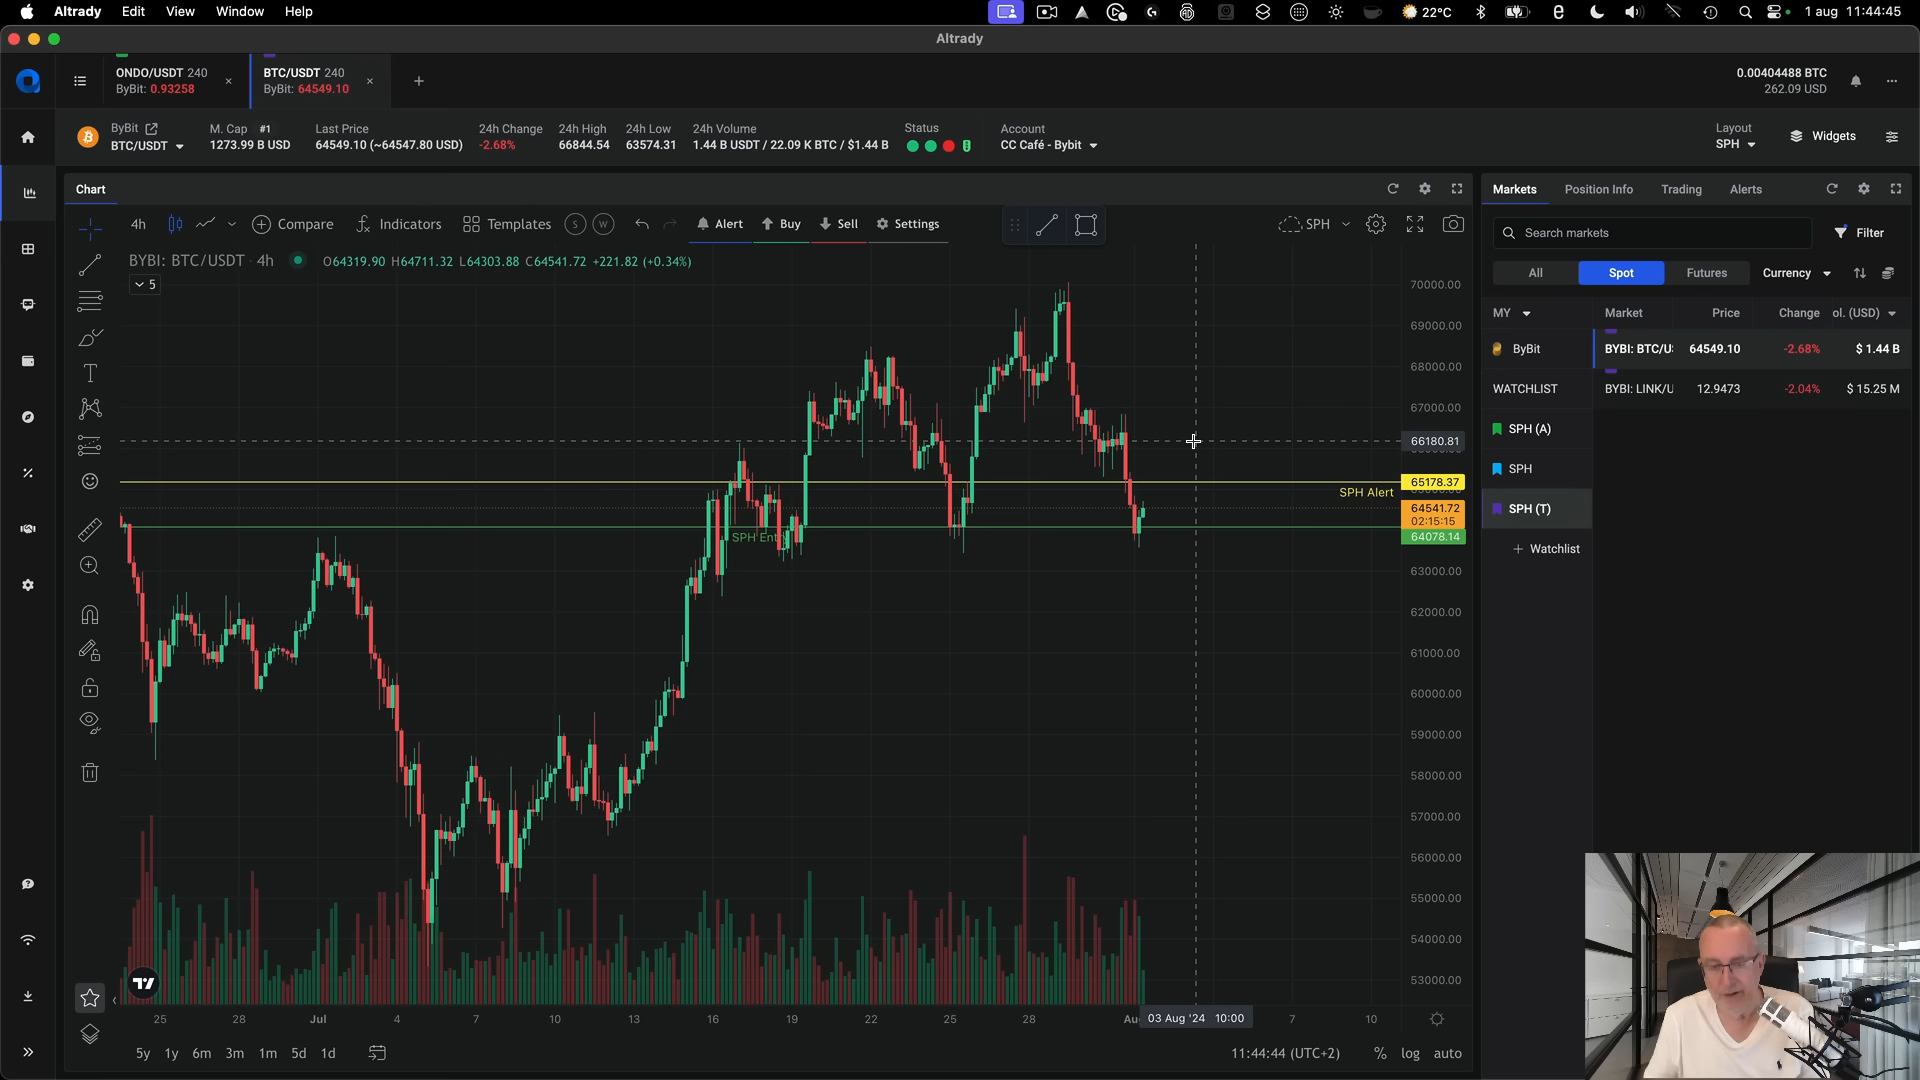 Altrady Edit View Window Help
22°C 1 aug 11:44:45
Altrady
ONDO/USDT 240
ByBit: 0.93258
BTC/USDT 240
ByBit: 64549.10
0.00404488 BTC
262.09 USD
ByBit
BTC/USDT
M. Cap #1
1273.99 B USD
Last Price
64549.10 (~64547.80 USD)
24h Change
-2.68%
24h High
66844.54
24h Low
63574.31
24h Volume
1.44 B USDT / 22.09 K BTC / $1.44 B
Status
Account
CC Café - Bybit
Layout
SPH
Widgets
Chart
4h Compare Indicators Templates S W Alert Buy Sell Settings SPH
BYBI: BTC/USDT · 4h O64319.90 H64711.32 L64303.88 C64541.72 +221.82 (+0.34%)
5
70000.00
69000.00
68000.00
67000.00
66180.81
65178.37
SPH Alert
64541.72
02:15:15
64078.14
SPH Entry
63000.00
62000.00
61000.00
60000.00
59000.00
58000.00
57000.00
56000.00
55000.00
54000.00
53000.00
25 28 Jul 4 7 10 13 16 19 22 25 28 Au 03 Aug '24 10:00 7 10
5y 1y 6m 3m 1m 5d 1d
11:44:44 (UTC+2) % log auto
Markets Position Info Trading Alerts
Search markets
Filter
All Spot Futures Currency
MY Market Price Change ol. (USD)
ByBit BYBI: BTC/U: 64549.10 -2.68% $ 1.44 B
WATCHLIST BYBI: LINK/U 12.9473 -2.04% $ 15.25 M
SPH (A)
SPH
SPH (T)
+ Watchlist